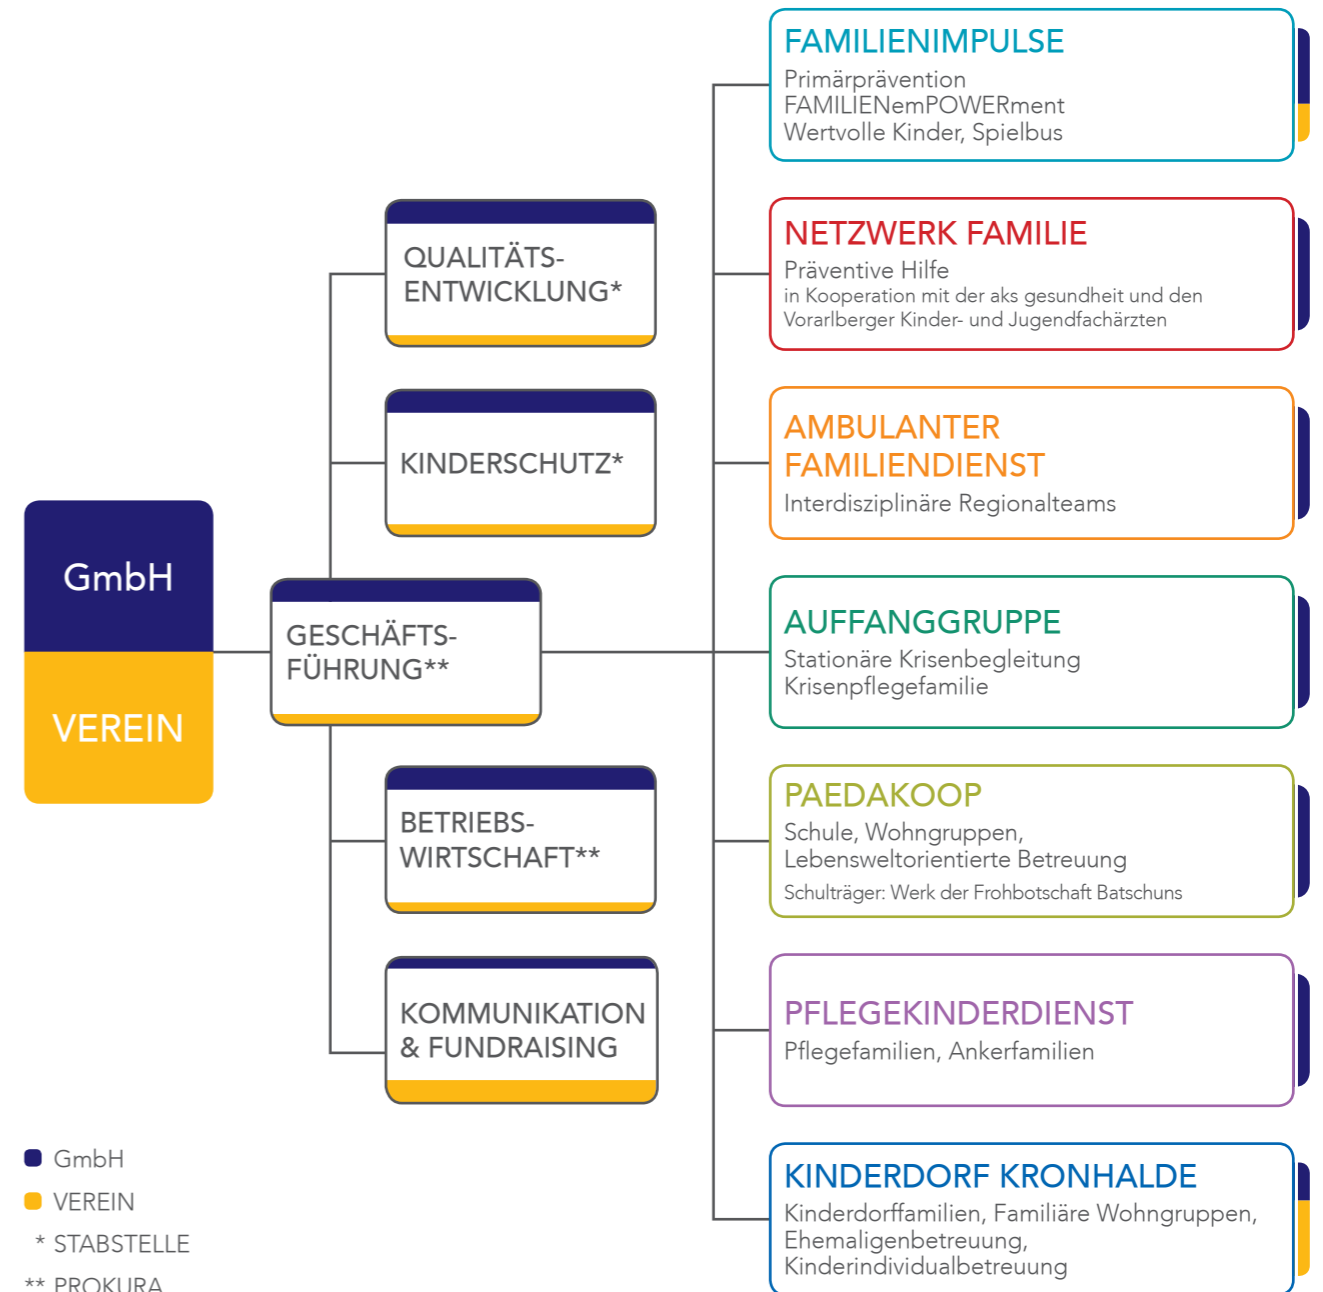 GmbH
VEREIN
GESCHÄFTS-
FÜHRUNG**
QUALITÄTS-
ENTWICKLUNG*
KINDERSCHUTZ*
BETRIEBS-
WIRTSCHAFT**
KOMMUNIKATION
& FUNDRAISING
FAMILIENIMPULSE
Primärprävention
FAMILIENemPOWERment
Wertvolle Kinder, Spielbus
NETZWERK FAMILIE
Präventive Hilfe
in Kooperation mit der aks gesundheit und den
Vorarlberger Kinder- und Jugendfachärzten
AMBULANTER
FAMILIENDIENST
Interdisziplinäre Regionalteams
AUFFANGGRUPPE
Stationäre Krisenbegleitung
Krisenpflegefamilie
PAEDAKOOP
Schule, Wohngruppen,
Lebensweltorientierte Betreuung
Schulträger: Werk der Frohbotschaft Batschuns
PFLEGEKINDERDIENST
Pflegefamilien, Ankerfamilien
KINDERDORF KRONHALDE
Kinderdorffamilien, Familiäre Wohngruppen,
Ehemaligenbetreuung,
Kinderindividualbetreuung
GmbH
VEREIN
* STABSTELLE
** PROKURA